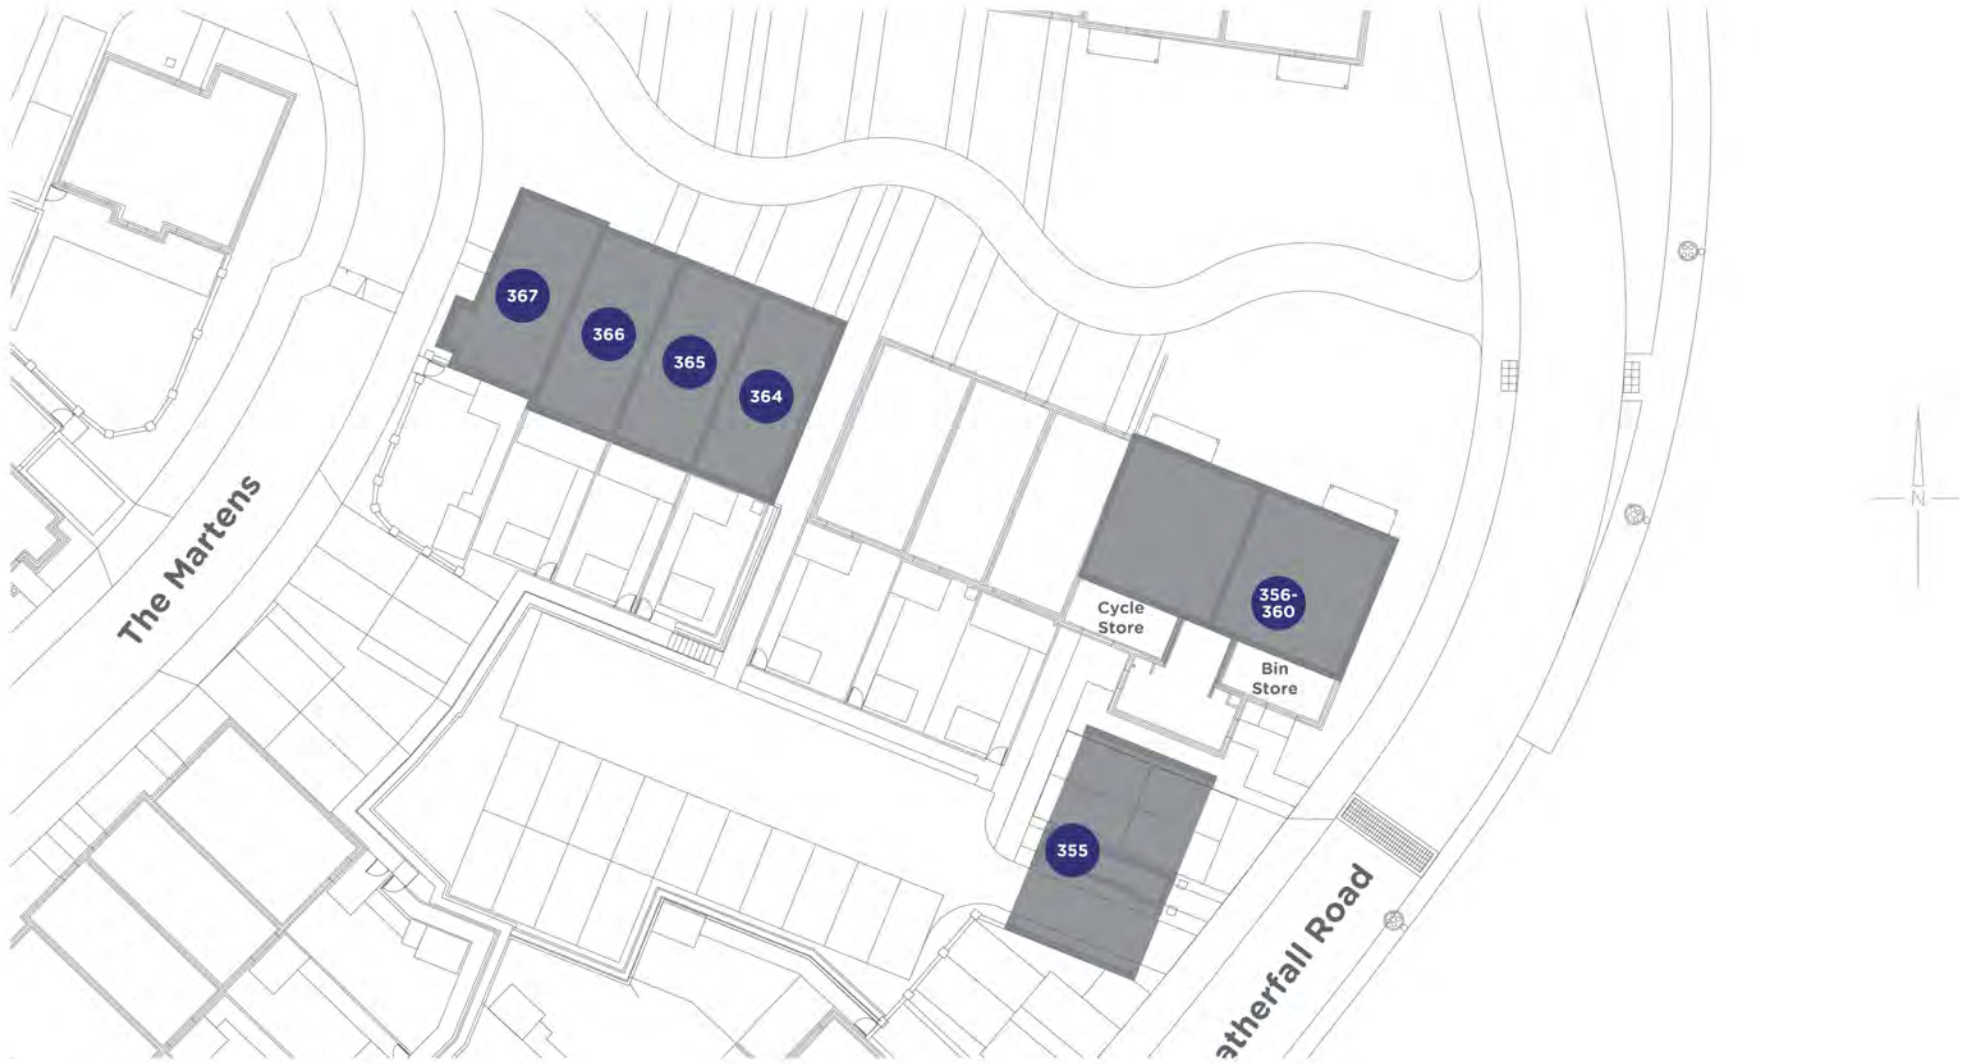 367
366
365
364
356-
360
Cycle
Store
Bin
Store
355
The Martens
atherfall Road
N